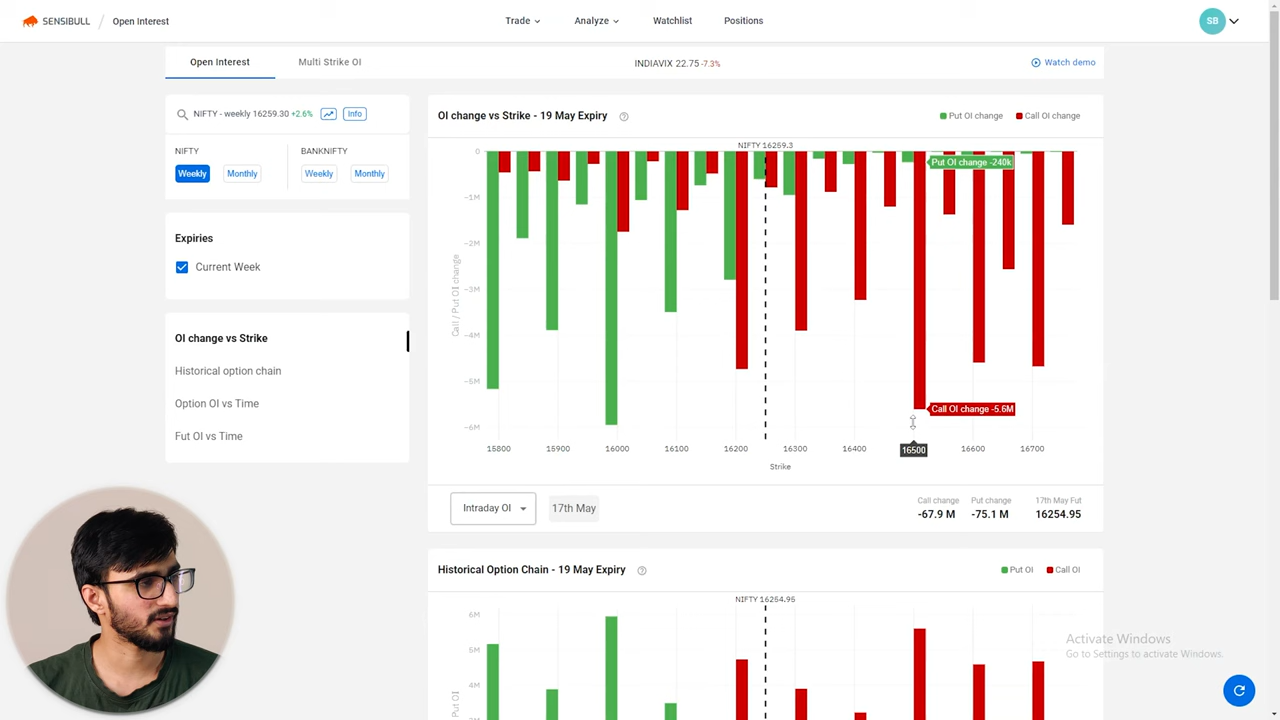 SENSIBULL / Open Interest
Trade
Analyze
Watchlist
Positions
SB
Open Interest
Multi Strike OI
INDIAVIX 22.75 -7.3%
Watch demo
NIFTY - weekly 16259.30 +2.6%
Info
NIFTY
BANKNIFTY
Weekly
Monthly
Weekly
Monthly
Expiries
Current Week
OI change vs Strike
Historical option chain
Option OI vs Time
Fut OI vs Time
OI change vs Strike - 19 May Expiry
Put OI change
Call OI change
NIFTY 16259.3
Put OI change -240k
0
-1M
-2M
-3M
-4M
-5M
-6M
Call / Put OI change
Call OI change -5.6M
15800
15900
16000
16100
16200
16300
16400
16500
16600
16700
Strike
Intraday OI
17th May
Call change
-67.9 M
Put change
-75.1 M
17th May Fut
16254.95
Historical Option Chain - 19 May Expiry
Put OI
Call OI
NIFTY 16254.95
6M
5M
4M
Put OI
Activate Windows
Go to Settings to activate Windows.